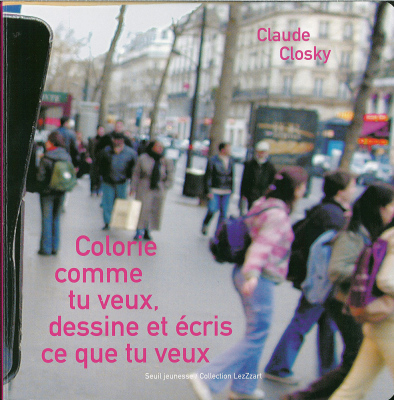 Claude
Closky
Colorie
comme
tu veux,
dessine et écris
ce que tu veux
Seuil jeunesse • Collection LezZzart